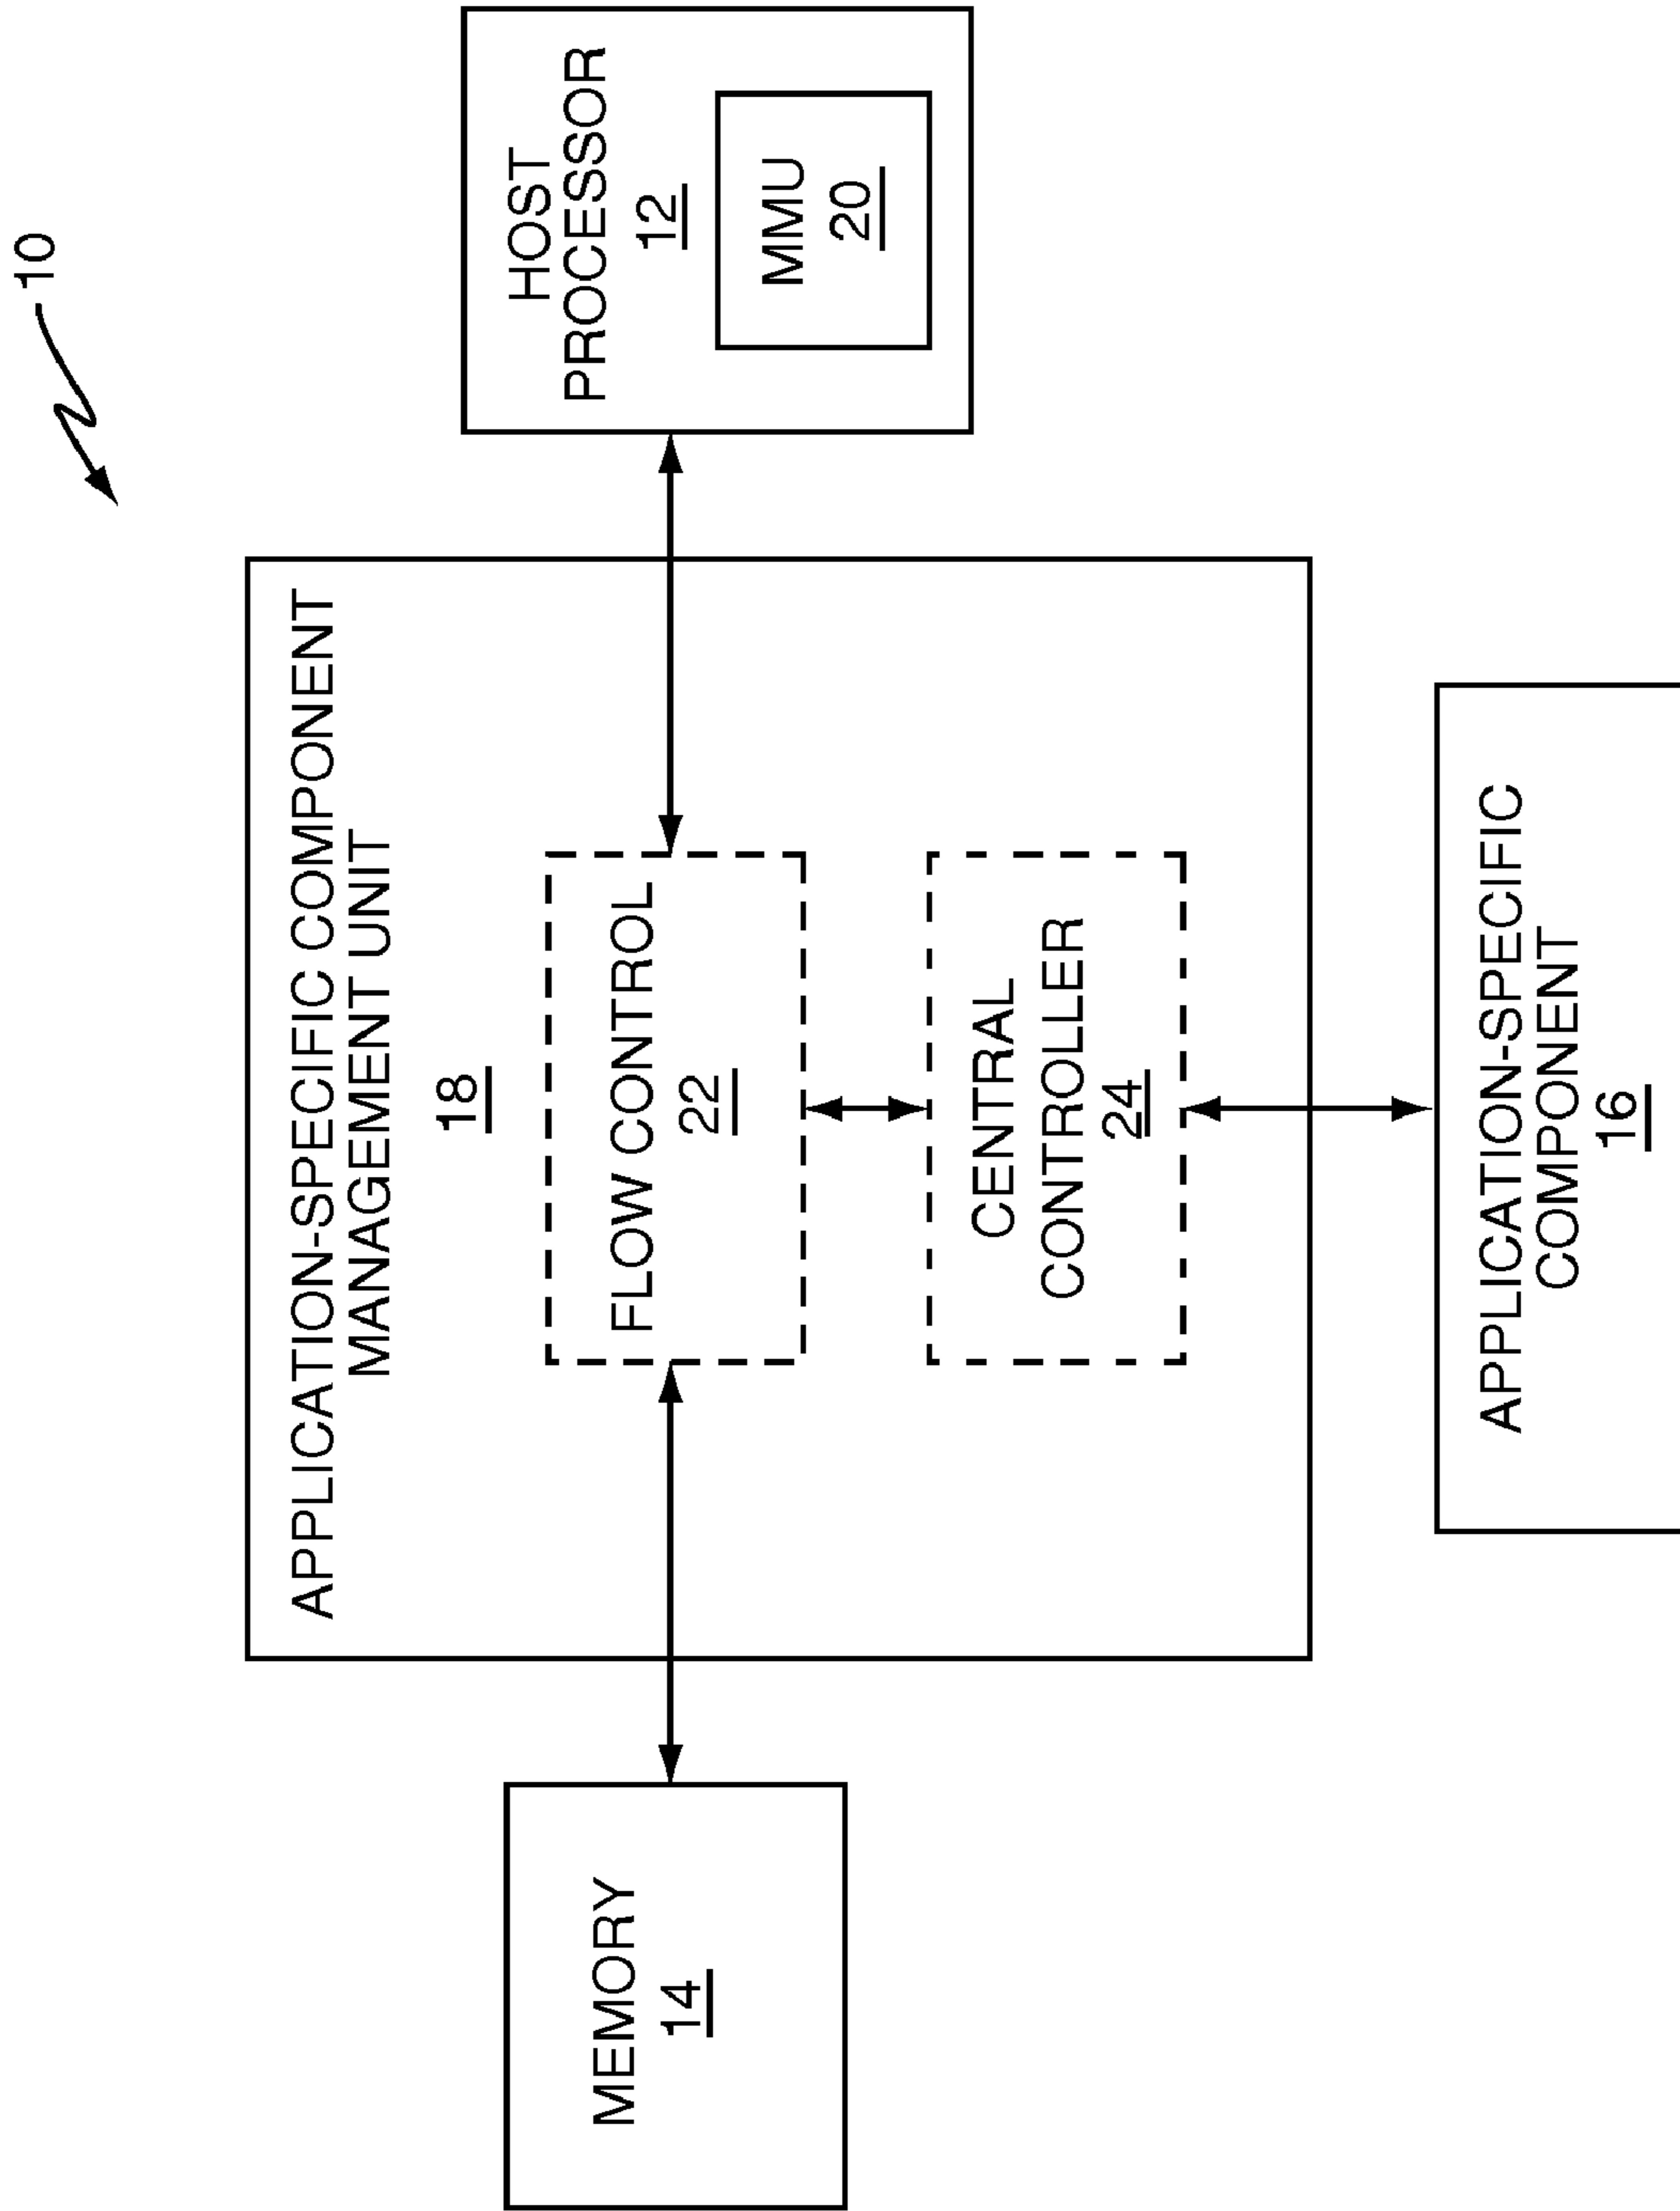 10
APPLICATION-SPECIFIC COMPONENT
MANAGEMENT UNIT
18
MEMORY
14
FLOW CONTROL
22
HOST
PROCESSOR
12
MMU
20
CENTRAL
CONTROLLER
24
APPLICATION-SPECIFIC
COMPONENT
16